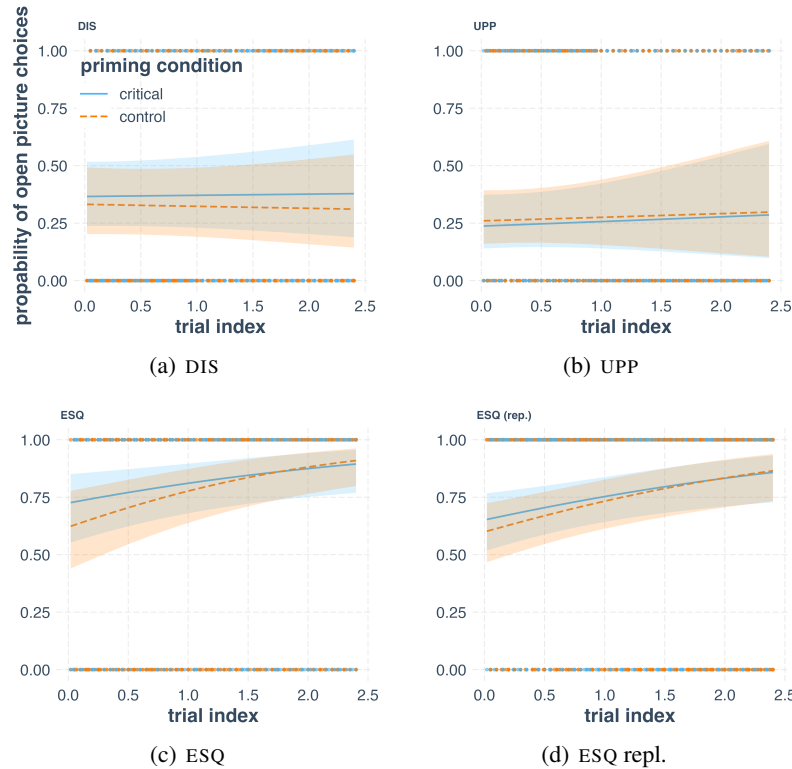 propability of open picture choices
DIS
1.00
0.75
0.50
0.25
0.00
priming condition
critical
control
0.0 0.5 1.0 1.5 2.0 2.5
trial index
(a) DIS
UPP
1.00
0.75
0.50
0.25
0.00
0.0 0.5 1.0 1.5 2.0 2.5
trial index
(b) UPP
ESQ
1.00
0.75
0.50
0.25
0.00
0.0 0.5 1.0 1.5 2.0 2.5
trial index
(c) ESQ
ESQ (rep.)
1.00
0.75
0.50
0.25
0.00
0.0 0.5 1.0 1.5 2.0 2.5
trial index
(d) ESQ repl.